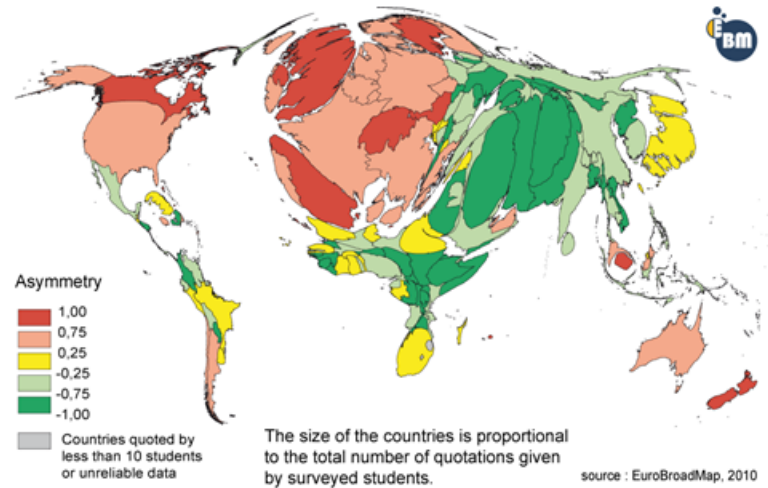 EBM
Asymmetry
1,00
0,75
0,25
-0,25
-0,75
-1,00
Countries quoted by
less than 10 students
or unreliable data
The size of the countries is proportional
to the total number of quotations given
by surveyed students.
source : EuroBroadMap, 2010